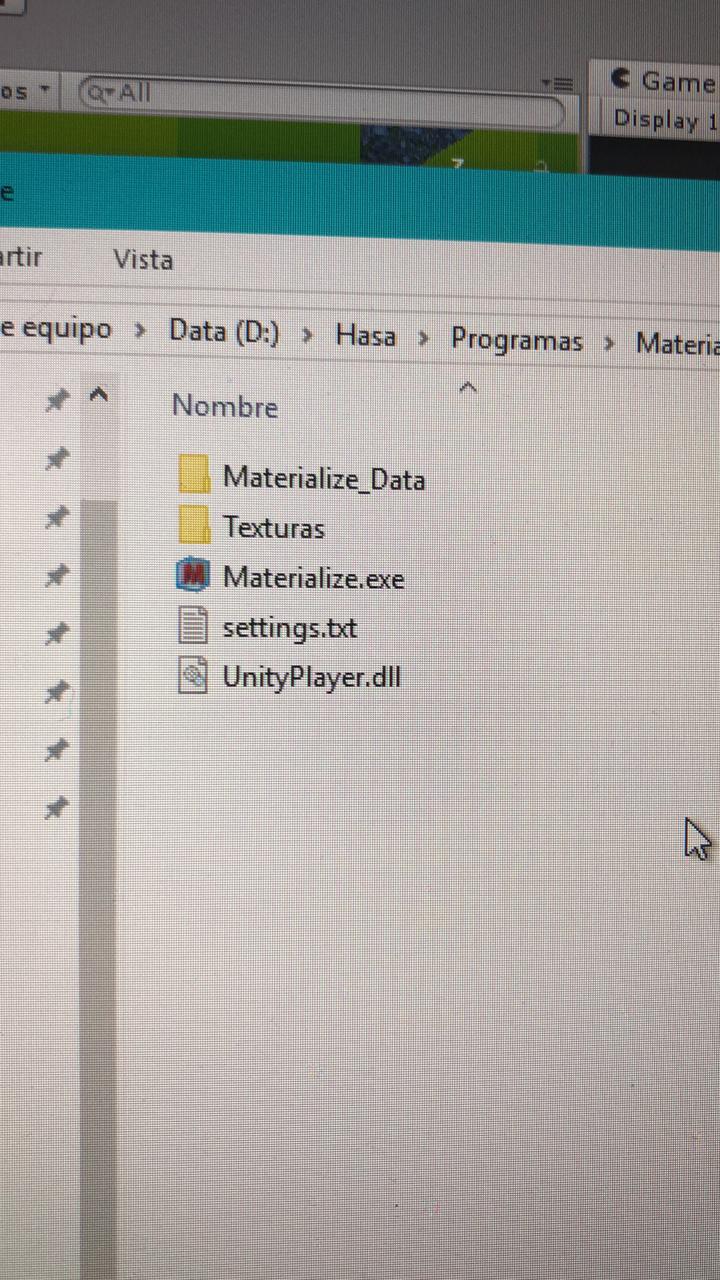 os All
Game
Display 1
e
artir Vista
e equipo > Data (D:) > Hasa > Programas > Materia
Nombre
Materialize_Data
Texturas
Materialize.exe
settings.txt
UnityPlayer.dll